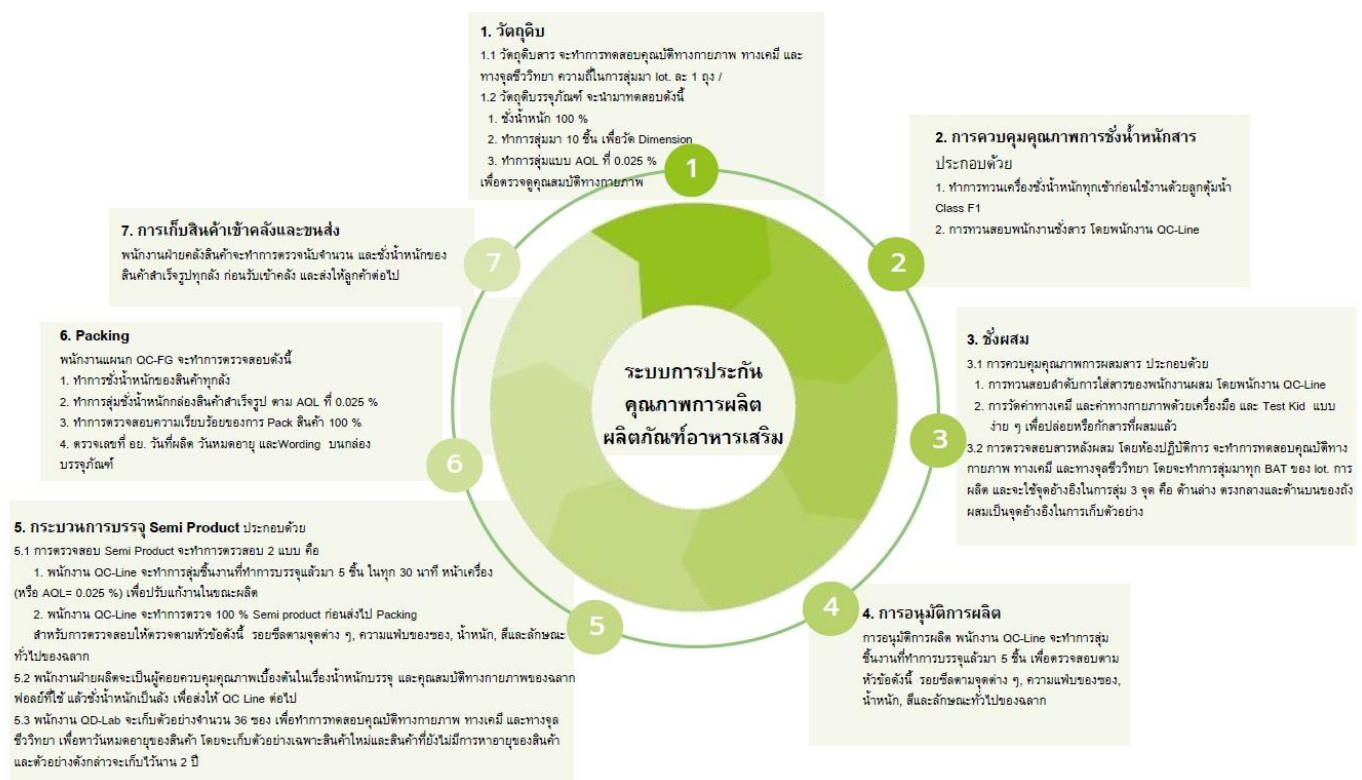 1. วัตถุดิบ
1.1 วัตถุดิบสาร จะทำการทดสอบคุณบัติทางกายภาพ ทางเคมี และ
ทางจุลชีววิทยา ความถี่ในการสุ่มมา lot. ละ 1 ถุง /
1.2 วัตถุดิบรรจุภัณฑ์ จะนำมาทดสอบดังนี้
1. ชั่งน้ำหนัก 100 %
2. ทำการสุ่มมา 10 ชิ้น เพื่อวัด Dimension
3. ทำการสุ่มแบบ AQL ที่ 0.025 %
เพื่อตรวจดูคุณสมบัติทางกายภาพ
1
2. การควบคุมคุณภาพการชั่งน้ำหนักสาร
ประกอบด้วย
1. ทำการทวนเครื่องชั่งน้ำหนักทุกเช้าก่อนใช้งานด้วยลูกตุ้มน้ำ
Class F1
2. การทวนสอบพนักงานชั่งสาร โดยพนักงาน QC-Line
2
3. ชั่งผสม
3.1 การควบคุมคุณภาพการผสมสาร ประกอบด้วย
1. การทวนสอบลำดับการใส่สารของพนักงานผสม โดยพนักงาน QC-Line
2. การวัดค่าทางเคมี และค่าทางกายภาพด้วยเครื่องมือ และ Test Kid แบบ
ง่าย ๆ เพื่อปล่อยหรือกักสารที่ผสมแล้ว
3.2 การตรวจสอบสารหลังผสม โดยห้องปฏิบัติการ จะทำการทดสอบคุณบัติทาง
กายภาพ ทางเคมี และทางจุลชีววิทยา โดยจะทำการสุ่มมาทุก BAT ของ lot. การ
ผลิต และจะใช้จุดอ้างอิงในการสุ่ม 3 จุด คือ ด้านล่าง ตรงกลางและด้านบนของถัง
ผสมเป็นจุดอ้างอิงในการเก็บตัวอย่าง
3
4. การอนุมัติการผลิต
การอนุมัติการผลิต พนักงาน QC-Line จะทำการสุ่ม
ชิ้นงานที่ทำการบรรจุแล้วมา 5 ชิ้น เพื่อตรวจสอบตาม
หัวข้อดังนี้ รอยซีลตามจุดต่าง ๆ, ความแฟบของซอง,
น้ำหนัก, สีและลักษณะทั่วไปของฉลาก
4
5. กระบวนการบรรจุ Semi Product ประกอบด้วย
5.1 การตรวจสอบ Semi Product จะทำการตรวสอบ 2 แบบ คือ
1. พนักงาน QC-Line จะทำการสุ่มชิ้นงานที่ทำการบรรจุแล้วมา 5 ชิ้น ในทุก 30 นาที หน้าเครื่อง
(หรือ AQL= 0.025 %) เพื่อปรับแก้งานในขณะผลิต
2. พนักงาน QC-Line จะทำการตรวจ 100 % Semi product ก่อนส่งไป Packing
สำหรับการตรวจสอบให้ตรวจตามหัวข้อดังนี้ รอยซีลตามจุดต่าง ๆ, ความแฟบของซอง, น้ำหนัก, สีและลักษณะ
ทั่วไปของฉลาก
5.2 พนักงานฝ่ายผลิตจะเป็นผู้คอยควบคุมคุณภาพเบื้องต้นในเรื่องน้ำหนักบรรจุ และคุณสมบัติทางกายภาพของฉลาก
ฟอลย์ที่ใช้ แล้วชั่งน้ำหนักเป็นลัง เพื่อส่งให้ QC Line ต่อไป
5.3 พนักงาน QD-Lab จะเก็บตัวอย่างจำนวน 36 ซอง เพื่อทำการทดสอบคุณบัติทางกายภาพ ทางเคมี และทางจุล
ชีววิทยา เพื่อหาวันหมดอายุของสินค้า โดยจะเก็บตัวอย่างเฉพาะสินค้าใหม่และสินค้าที่ยังไม่มีการหาอายุของสินค้า
และตัวอย่างดังกล่าวจะเก็บไว้นาน 2 ปี
5
6. Packing
พนักงานแผนก QC-FG จะทำการตรวจสอบดังนี้
1. ทำการชั่งน้ำหนักของสินค้าทุกลัง
2. ทำการสุ่มชั่งน้ำหนักกล่องสินค้าสำเร็จรูป ตาม AQL ที่ 0.025 %
3. ทำการตรวจสอบความเรียบร้อยของการ Pack สินค้า 100 %
4. ตรวจเลขที่ อย. วันที่ผลิต วันหมดอายุ และWording บนกล่อง
บรรจุภัณฑ์
6
7. การเก็บสินค้าเข้าคลังและขนส่ง
พนักงานฝ่ายคลังสินค้าจะทำการตรวจนับจำนวน และชั่งน้ำหนักของ
สินค้าสำเร็จรูปทุกลัง ก่อนรับเข้าคลัง และส่งให้ลูกค้าต่อไป
7
ระบบการประกัน
คุณภาพการผลิต
ผลิตภัณฑ์อาหารเสริม